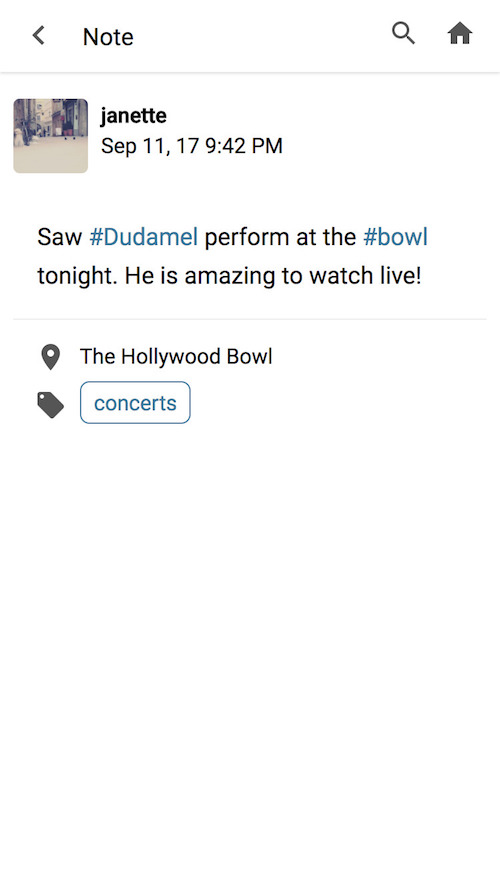 Note
janette
Sep 11, 17 9:42 PM
Saw #Dudamel perform at the #bowl
tonight. He is amazing to watch live!
The Hollywood Bowl
concerts